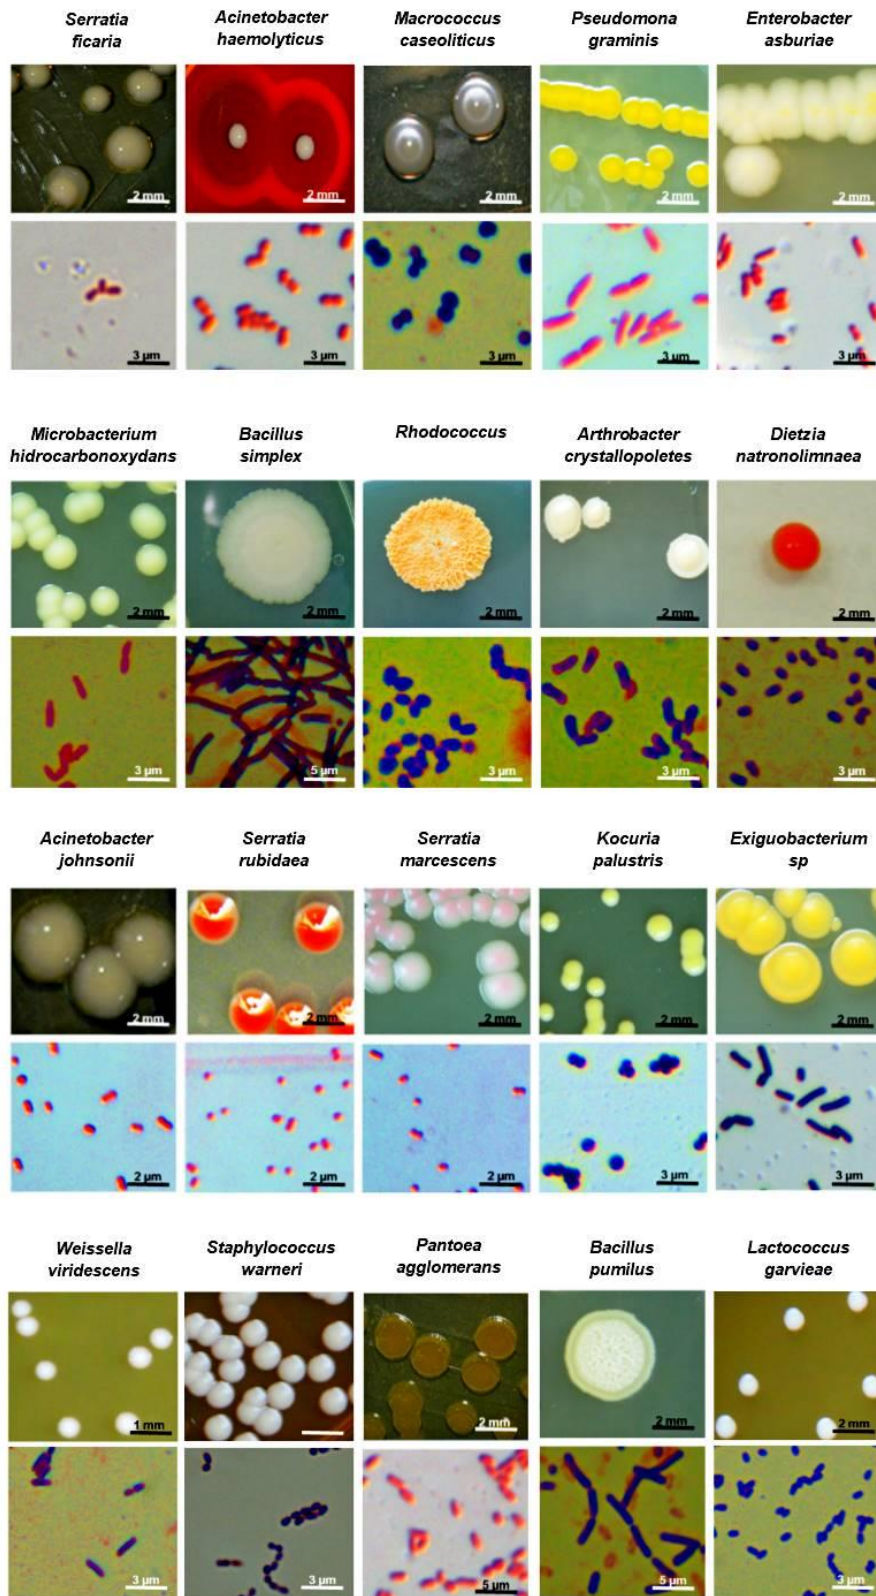 Serratia
ficaria
Acinetobacter
haemolyticus
Macrococcus
caseoliticus
Pseudomona
graminis
Enterobacter
asburiae
2 mm
2 mm
2 mm
2 mm
2 mm
3 µm
3 µm
3 µm
3 µm
3 µm
Microbacterium
hidrocarbonoxydans
Bacillus
simplex
Rhodococcus
Arthrobacter
crystallopoletes
Dietzia
natronolimnaea
2 mm
2 mm
2 mm
2 mm
2 mm
3 µm
5 µm
3 µm
3 µm
3 µm
Acinetobacter
johnsonii
Serratia
rubidaea
Serratia
marcescens
Kocuria
palustris
Exiguobacterium
sp
2 mm
2 mm
2 mm
2 mm
2 mm
2 µm
2 µm
2 µm
3 µm
3 µm
Weissella
viridescens
Staphylococcus
warneri
Pantoea
agglomerans
Bacillus
pumilus
Lactococcus
garvieae
1 mm
2 mm
2 mm
2 mm
3 µm
3 µm
5 µm
5 µm
3 µm